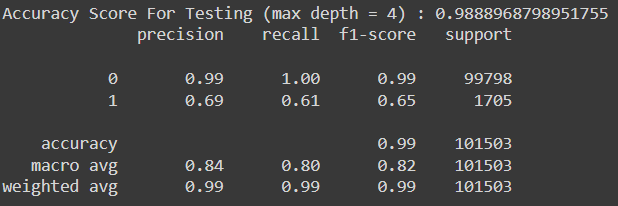 Accuracy Score For Testing (max depth = 4) : 0.9888968798951755
precision recall f1-score support
0 0.99 1.00 0.99 99798
1 0.69 0.61 0.65 1705
accuracy 0.99 101503
macro avg 0.84 0.80 0.82 101503
weighted avg 0.99 0.99 0.99 101503